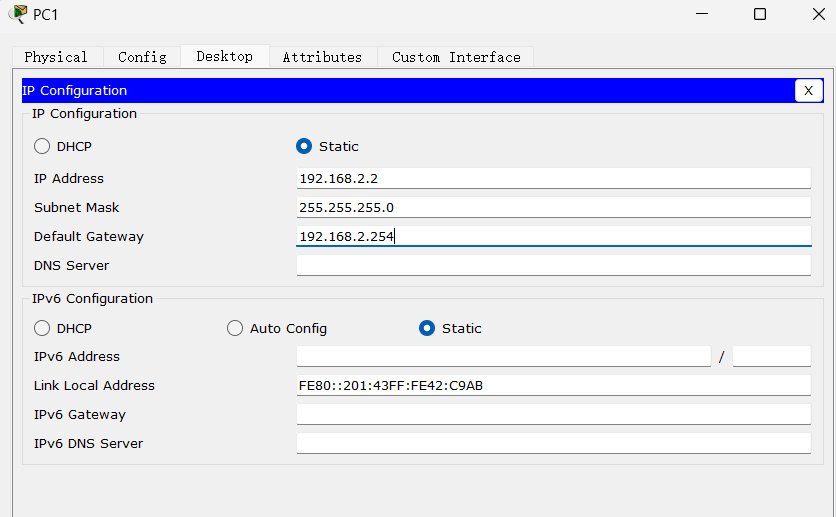 PC1
Physical Config Desktop Attributes Custom Interface
IP Configuration X
IP Configuration
DHCP Static
IP Address 192.168.2.2
Subnet Mask 255.255.255.0
Default Gateway 192.168.2.254
DNS Server
IPv6 Configuration
DHCP Auto Config Static
IPv6 Address /
Link Local Address FE80::201:43FF:FE42:C9AB
IPv6 Gateway
IPv6 DNS Server